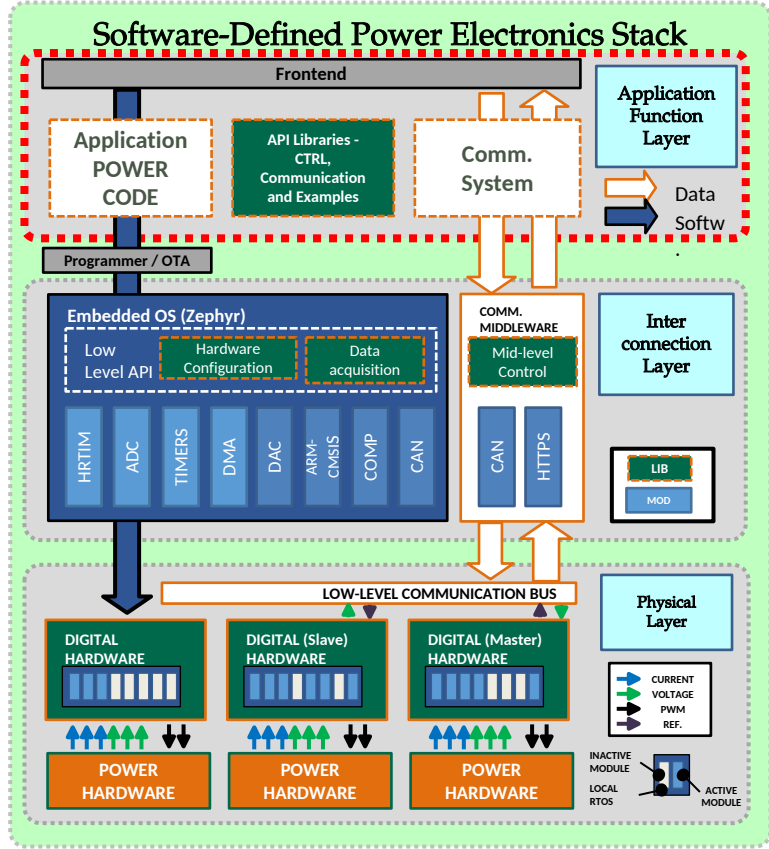 Software-Defined Power Electronics Stack
Frontend
Application
POWER
CODE
API Libraries -
CTRL,
Communication
and Examples
Comm.
System
Application
Function
Layer
Data
Softw
.
Programmer / OTA
Embedded OS (Zephyr)
Low
Level API
Hardware
Configuration
Data
acquisition
HRTIM
ADC
TIMERS
DMA
DAC
ARM-
CMSIS
COMP
CAN
COMM.
MIDDLEWARE
Mid-level
Control
CAN
HTTPS
Inter
connection
Layer
LIB
MOD
LOW-LEVEL COMMUNICATION BUS
DIGITAL
HARDWARE
DIGITAL (Slave)
HARDWARE
DIGITAL (Master)
HARDWARE
POWER
HARDWARE
POWER
HARDWARE
POWER
HARDWARE
Physical
Layer
CURRENT
VOLTAGE
PWM
REF.
INACTIVE
MODULE
LOCAL
RTOS
ACTIVE
MODULE